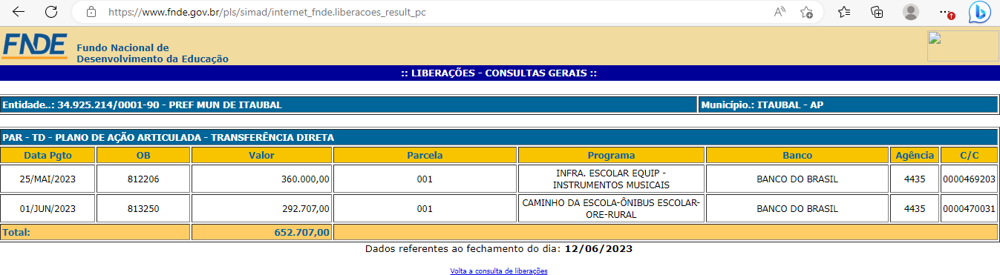 https://www.fnde.gov.br/pls/simad/internet_fnde.liberacoes_result_pc
FNDE Fundo Nacional de
Desenvolvimento da Educação
:: LIBERAÇÕES - CONSULTAS GERAIS ::
Entidade..: 34.925.214/0001-90 - PREF MUN DE ITAUBAL Município.: ITAUBAL - AP
PAR - TD - PLANO DE AÇÃO ARTICULADA - TRANSFERÊNCIA DIRETA
Data Pgto OB Valor Parcela Programa Banco Agência C/C
25/MAI/2023 812206 360.000,00 001 INFRA. ESCOLAR EQUIP -
INSTRUMENTOS MUSICAIS BANCO DO BRASIL 4435 0000469203
01/JUN/2023 813250 292.707,00 001 CAMINHO DA ESCOLA-ÔNIBUS ESCOLAR-
ORE-RURAL BANCO DO BRASIL 4435 0000470031
Total: 652.707,00
Dados referentes ao fechamento do dia: 12/06/2023
Volta a consulta de liberações